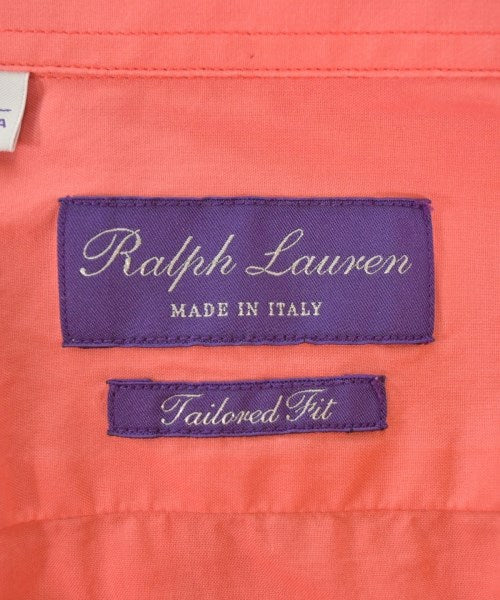 Ralph Lauren
MADE IN ITALY
Tailored Fit